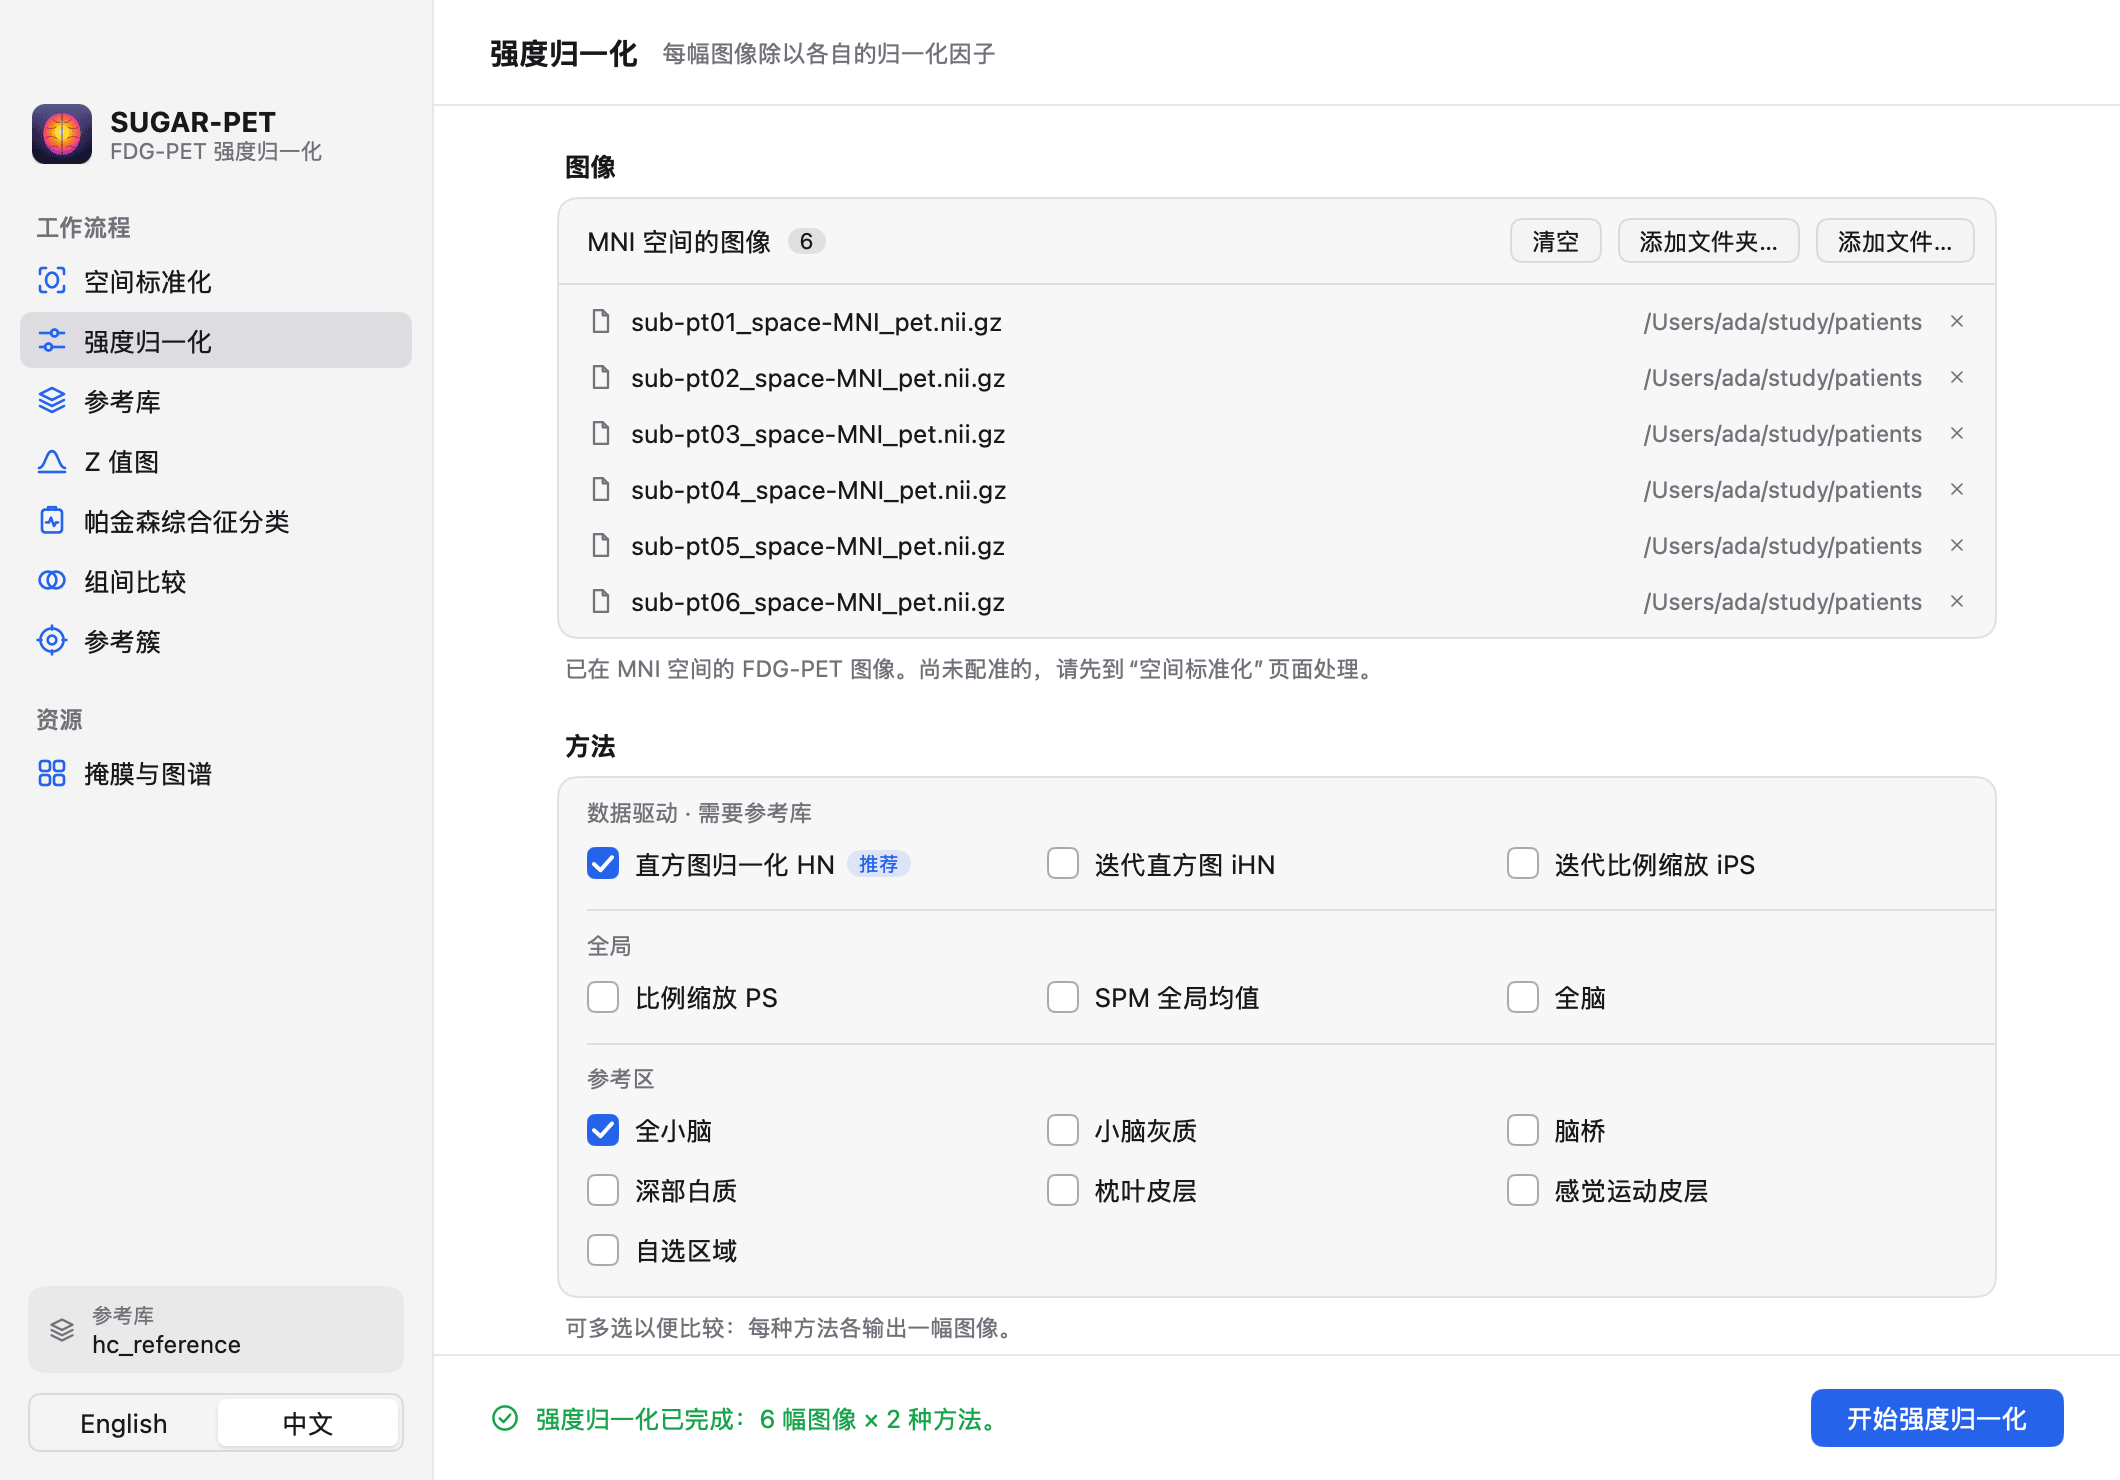 强度归一化 每幅图像除以各自的归一化因子
SUGAR-PET
FDG-PET 强度归一化
工作流程
空间标准化
强度归一化
参考库
Z 值图
帕金森综合征分类
组间比较
参考簇
资源
掩膜与图谱
参考库
hc_reference
English 中文
图像
MNI 空间的图像 6 清空 添加文件夹... 添加文件...
sub-pt01_space-MNI_pet.nii.gz /Users/ada/study/patients ×
sub-pt02_space-MNI_pet.nii.gz /Users/ada/study/patients ×
sub-pt03_space-MNI_pet.nii.gz /Users/ada/study/patients ×
sub-pt04_space-MNI_pet.nii.gz /Users/ada/study/patients ×
sub-pt05_space-MNI_pet.nii.gz /Users/ada/study/patients ×
sub-pt06_space-MNI_pet.nii.gz /Users/ada/study/patients ×
已在 MNI 空间的 FDG-PET 图像。尚未配准的，请先到“空间标准化”页面处理。
方法
数据驱动 · 需要参考库
直方图归一化 HN 推荐 迭代直方图 iHN 迭代比例缩放 iPS
全局
比例缩放 PS SPM 全局均值 全脑
参考区
全小脑 小脑灰质 脑桥
深部白质 枕叶皮层 感觉运动皮层
自选区域
可多选以便比较：每种方法各输出一幅图像。
强度归一化已完成：6 幅图像 × 2 种方法。 开始强度归一化